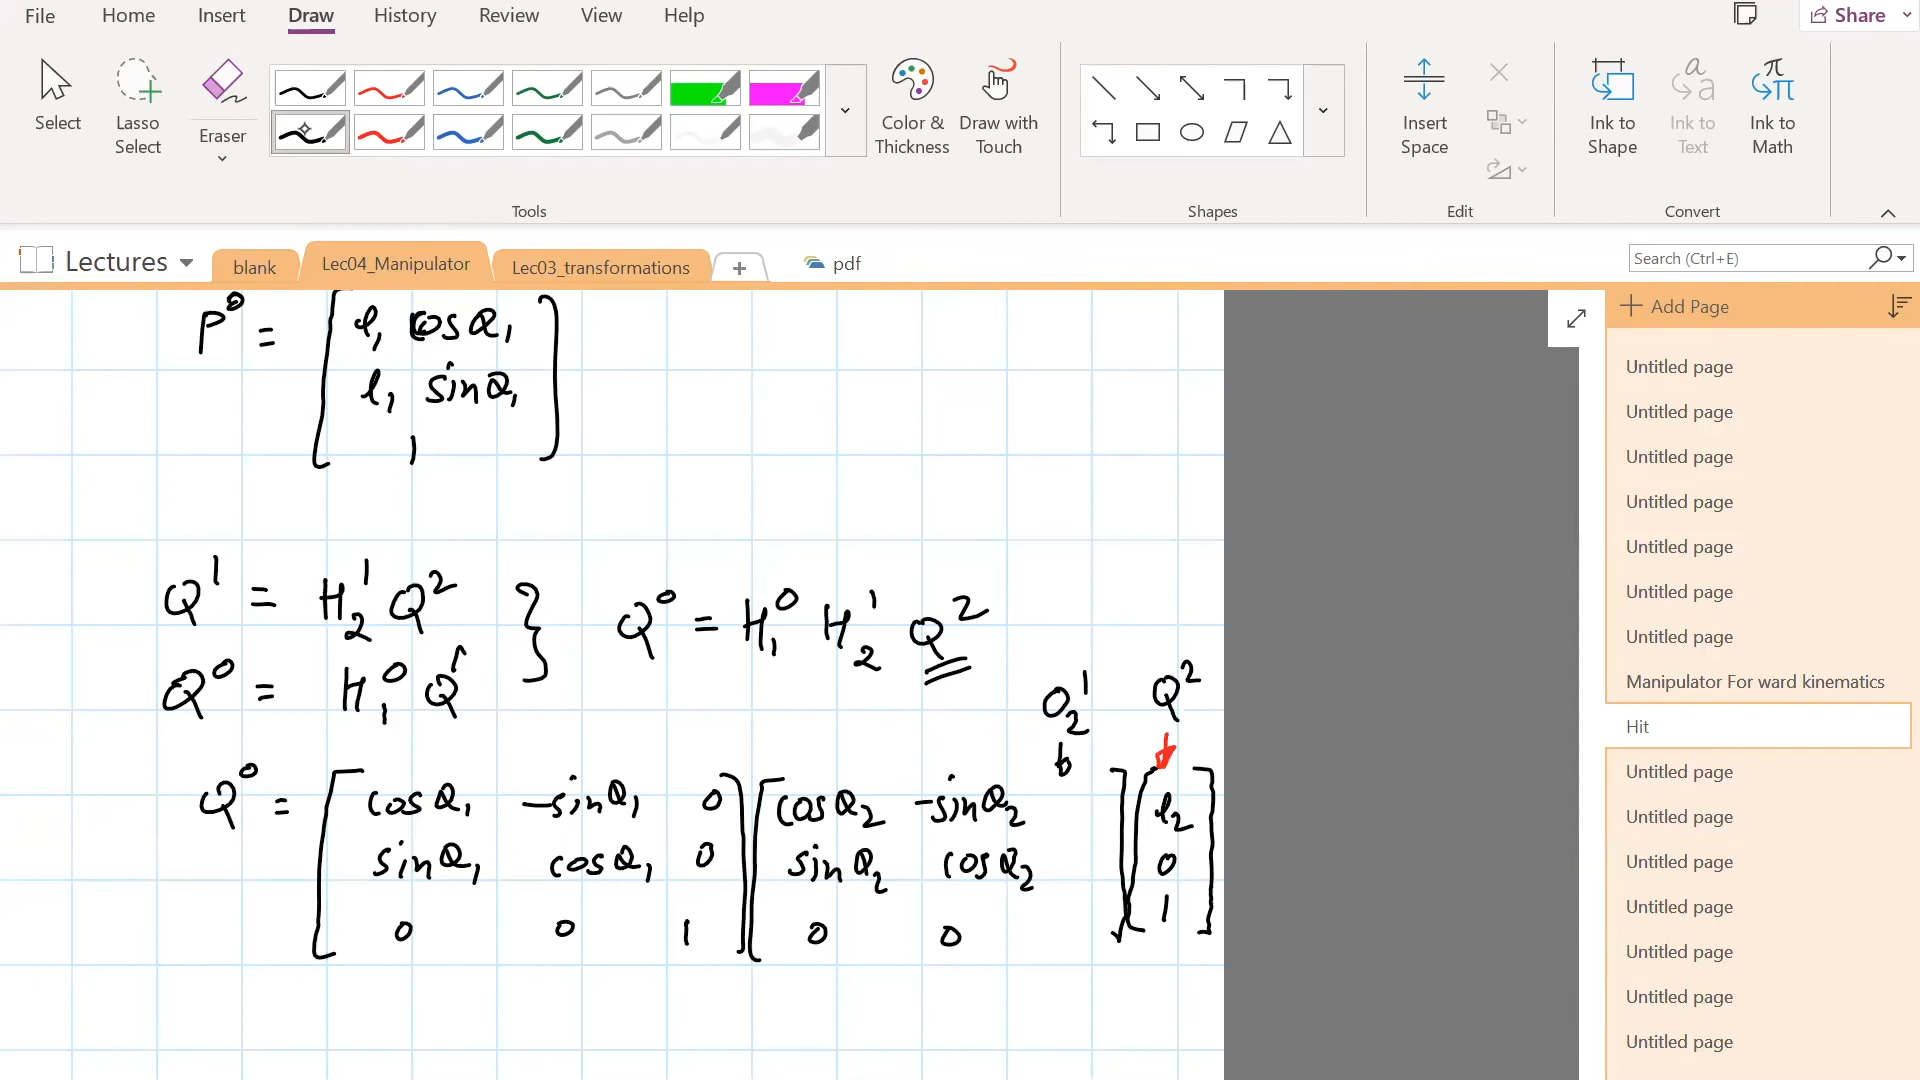 File Home Insert Draw History Review View Help Share
Select Lasso Select Eraser Color & Thickness Draw with Touch Insert Space Ink to Shape Ink to Text Ink to Math
Tools Shapes Edit Convert
Lectures blank Lec04_Manipulator Lec03_transformations + pdf Search (Ctrl+E)
Add Page
Untitled page
Untitled page
Untitled page
Untitled page
Untitled page
Untitled page
Untitled page
Manipulator For ward kinematics
Hit
Untitled page
Untitled page
Untitled page
Untitled page
Untitled page
Untitled page
Untitled page
P⁰ = [ l₁ cosθ₁
l₁ sinθ₁
1 ]
Q¹ = H₂¹ Q² } Q⁰ = H₁⁰ H₂¹ Q²
Q⁰ = H₁⁰ Q¹
O₂¹ Q²
Q⁰ = [ cosθ₁ -sinθ₁ 0 ] [ cosθ₂ -sinθ₂ ] [ l₂ ]
sinθ₁ cosθ₁ 0 sinθ₂ cosθ₂ 0
0 0 1 0 0 1